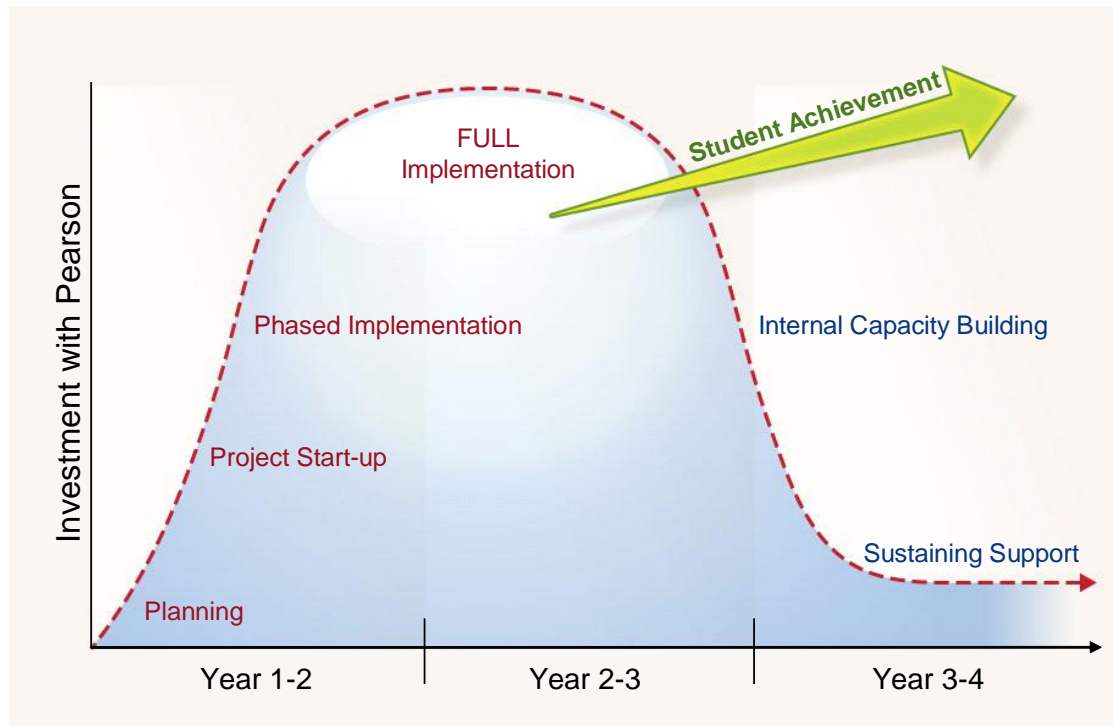 Student Achievement
FULL
Implementation
Investment with Pearson
Phased Implementation
Internal Capacity Building
Project Start-up
Sustaining Support
Planning
Year 1-2
Year 2-3
Year 3-4